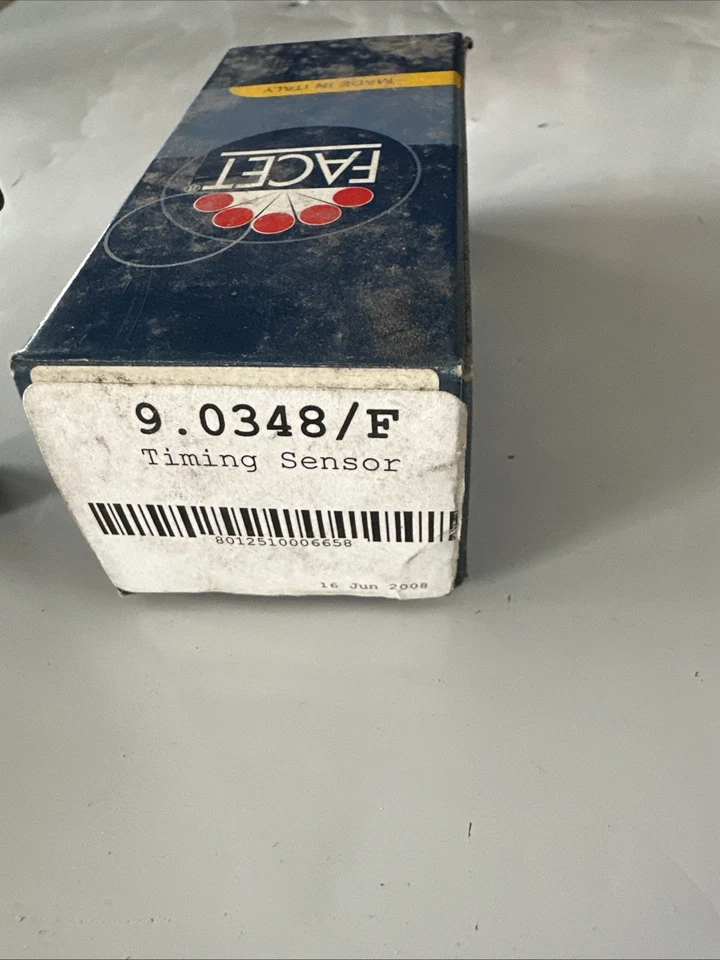 MADE IN ITALY
FACET®
9.0348/F
Timing Sensor
8012510006658
16 Jun 2008